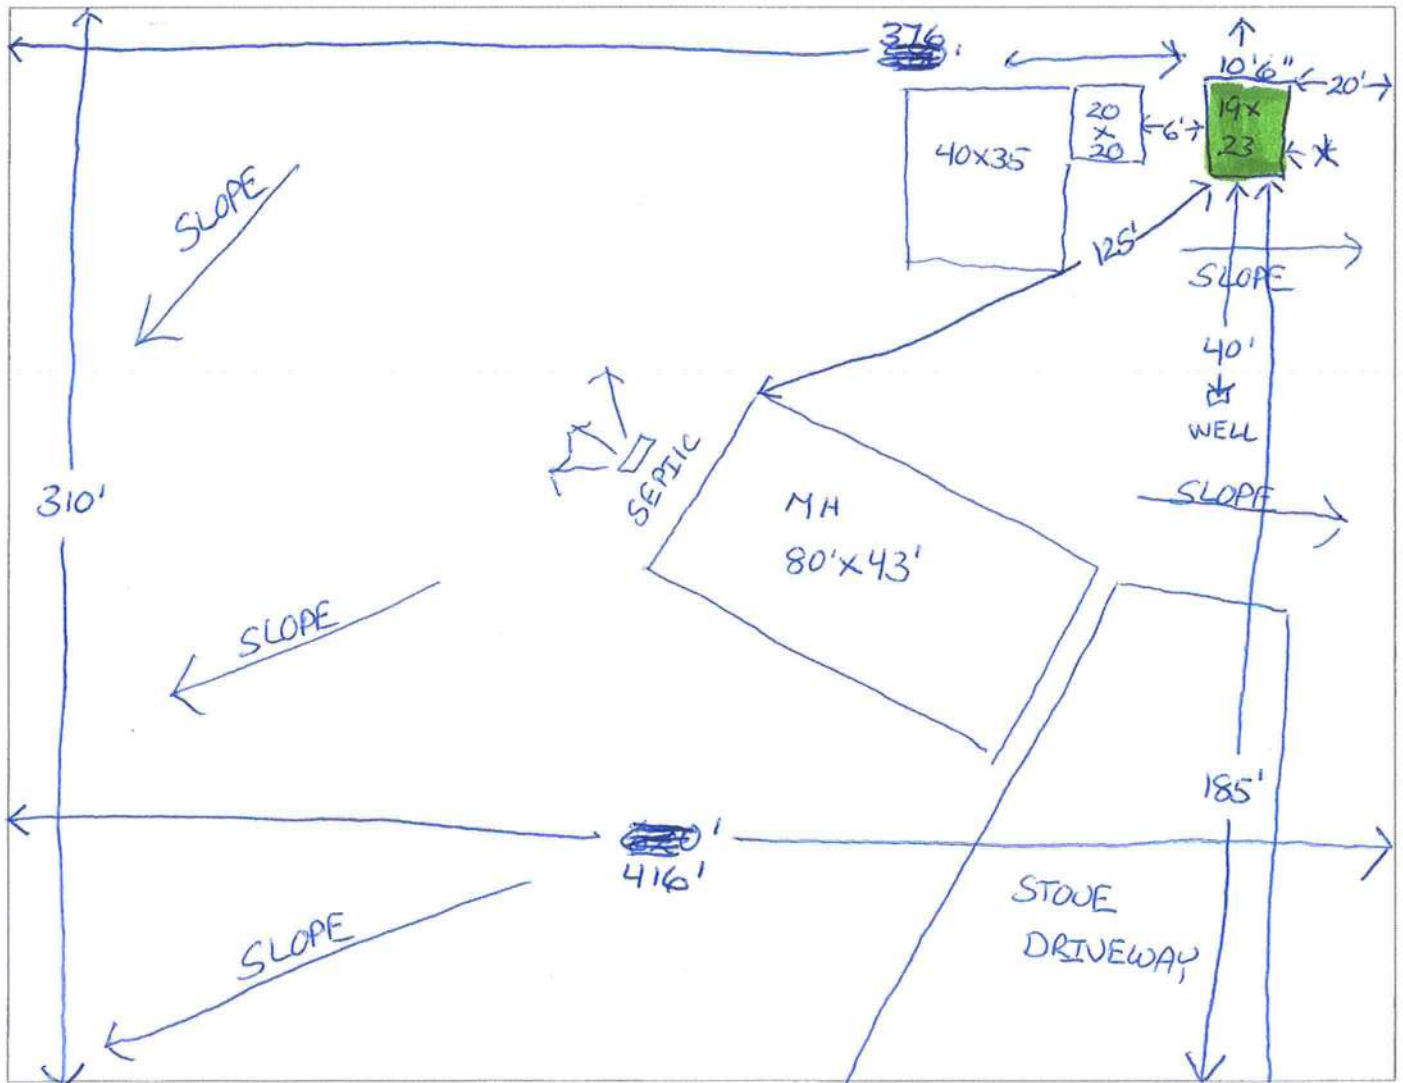 376'
10'6"
20'
19x
23
20
x
20
6'
40x35
SLOPE
125'
SLOPE
40'
WELL
SEPTIC
SLOPE
310'
MH
80'x43'
SLOPE
185'
416'
STONE
DRIVEWAY
SLOPE